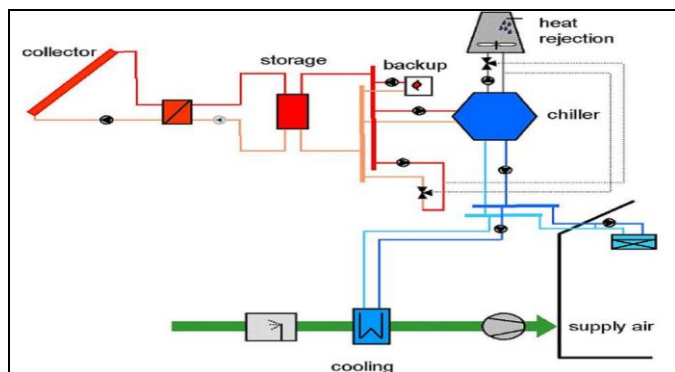 heat
rejection
collector
storage
backup
chiller
supply air
cooling